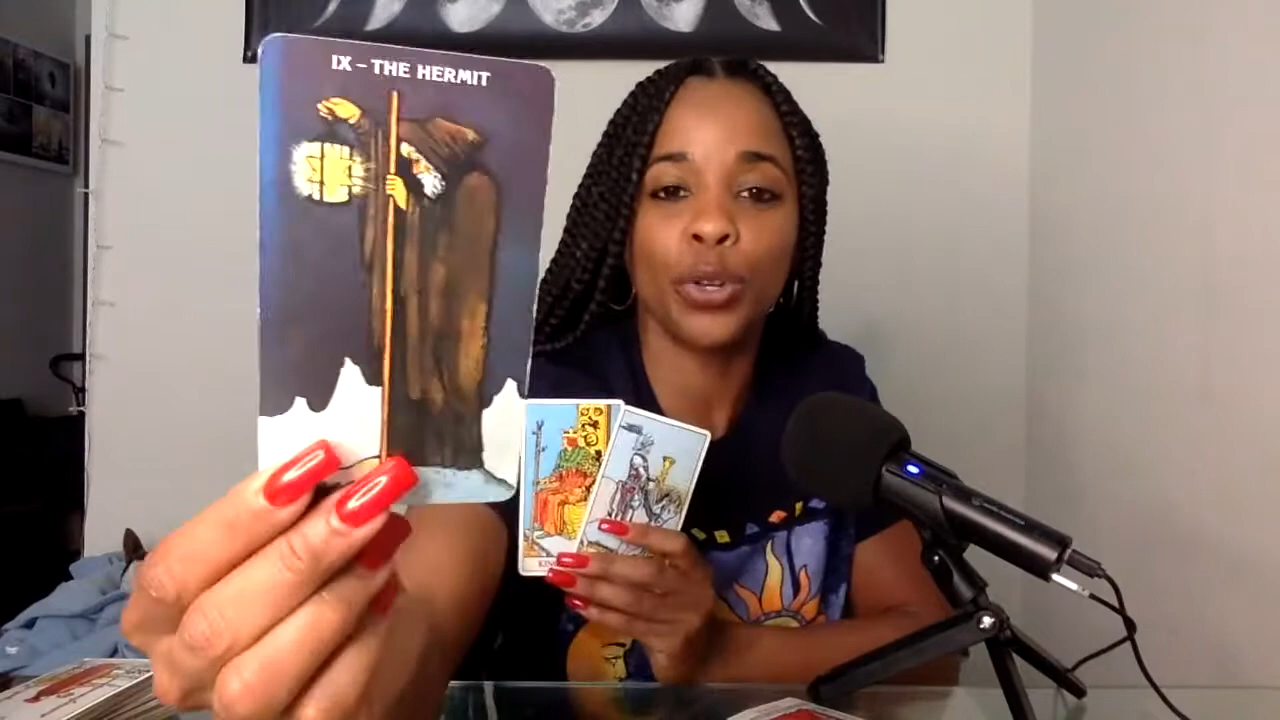 IX – THE HERMIT